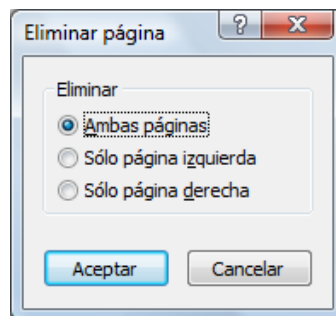 Eliminar página
Eliminar
Ambas páginas
Sólo página izquierda
Sólo página derecha
Aceptar
Cancelar